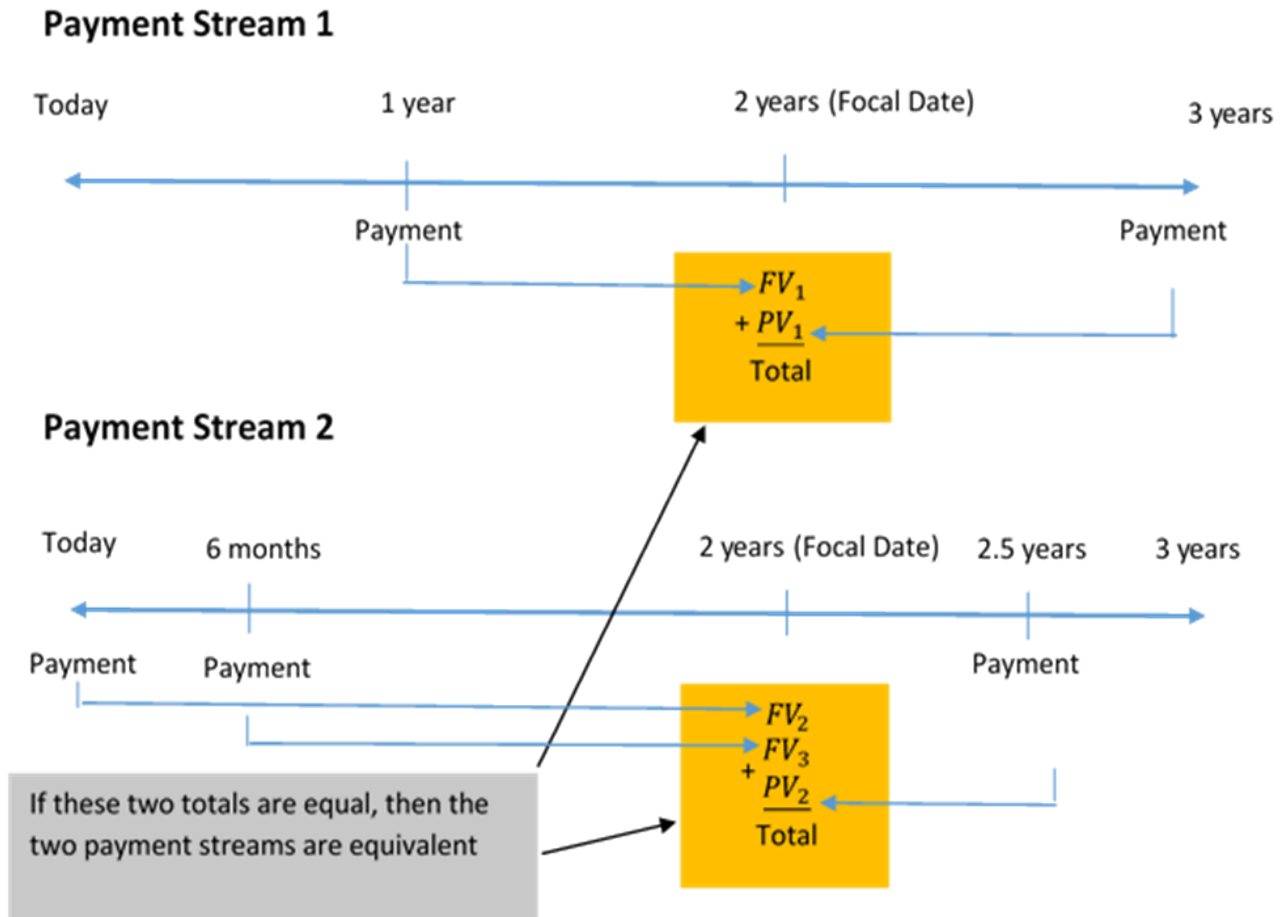 Payment Stream 1
Today
1 year
2 years (Focal Date)
3 years
Payment
Payment
FV₁
+ PV₁
Total
Payment Stream 2
Today
6 months
2 years (Focal Date)
2.5 years
3 years
Payment
Payment
Payment
FV₂
FV₃
+
PV₂
Total
If these two totals are equal, then the
two payment streams are equivalent